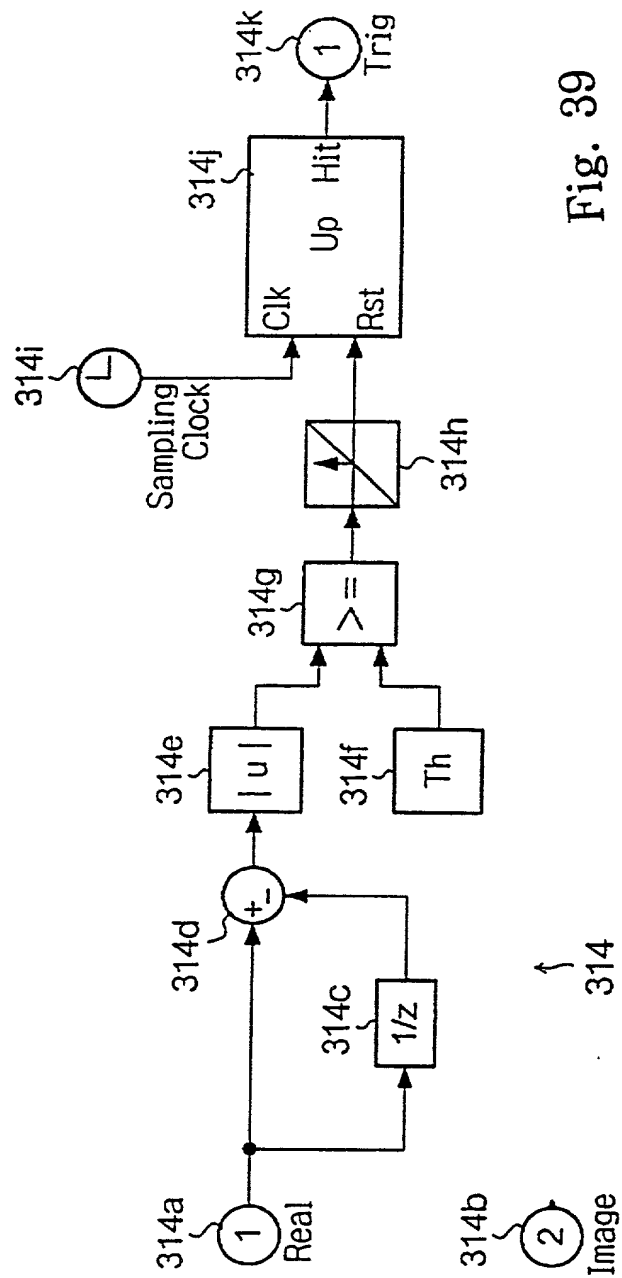 314a
1
Real
314b
2
Image
314c
1/z
314d
+
−
314e
|u|
314f
Th
314g
>=
314h
314i
Sampling
Clock
314j
Clk
Up
Hit
Rst
314k
1
Trig
314
Fig. 39